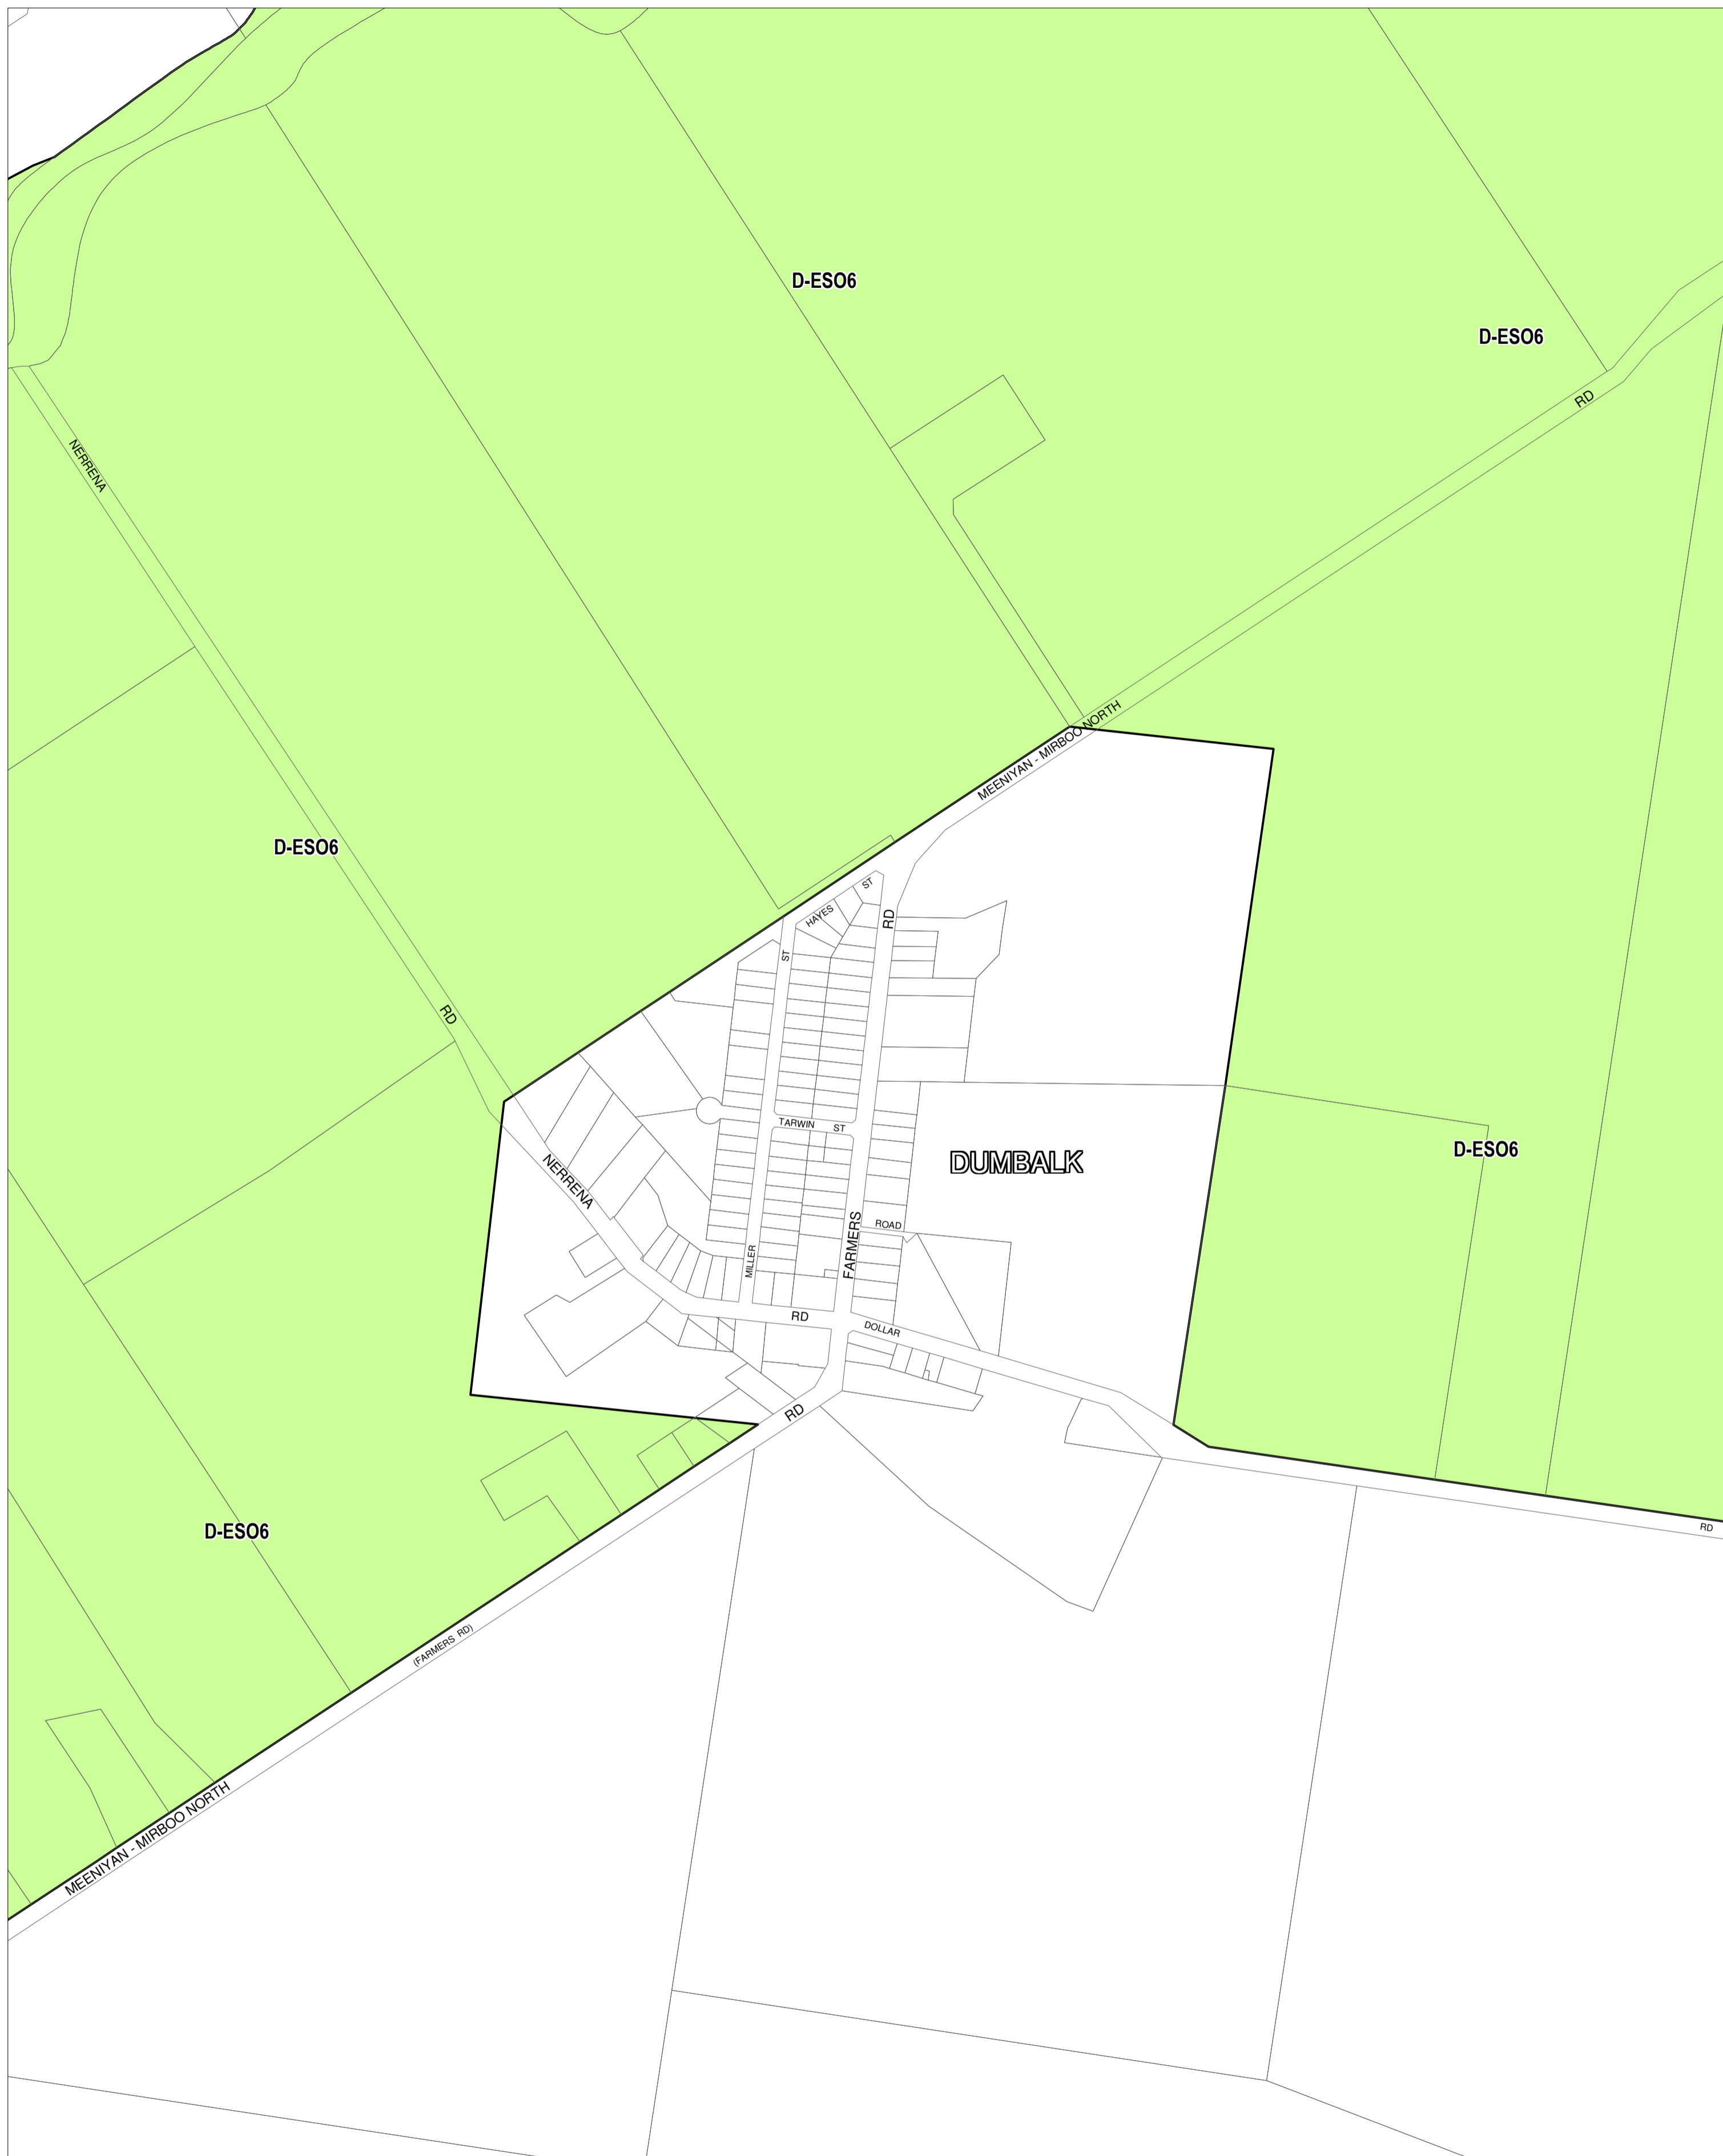 D-ESO6
D-ESO6
RD
NERRENA
MEENIYAN - MIRBOO NORTH
D-ESO6
ST
HAYES
RD
ST
RD
TARWIN ST
D-ESO6
DUMBALK
NERRENA
ROAD
FARMERS
MILLER
RD
DOLLAR
RD
D-ESO6
RD
(FARMERS RD)
MEENIYAN - MIRBOO NORTH